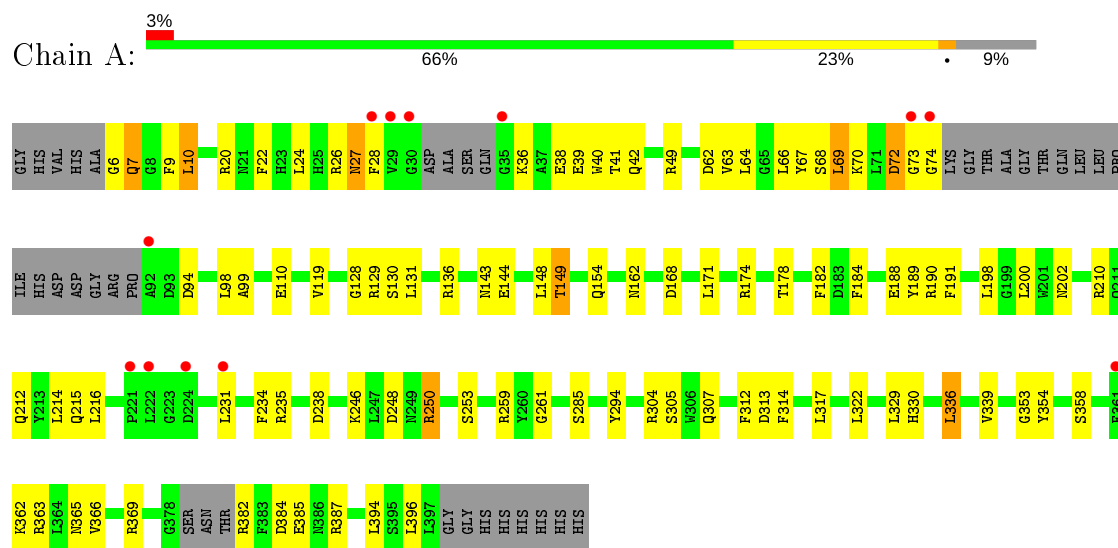 3%
Chain A:
66% 23% • 9%
GLY HIS VAL HIS ALA G6 Q7 G8 F9 L10 R20 N21 F22 H23 L24 H25 R26 N27 F28 V29 G30 ASP ALA SER GLN G35 K36 A37 E38 E39 W40 T41 Q42 R49 D62 V63 L64 G65 L66 Y67 S68 L69 K70 L71 D72 G73 G74 LYS GLY THR ALA GLY THR GLN LEU LEU PRO
ILE HIS ASP ASP GLY ARG PRO A92 D93 D94 L98 A99 E110 V119 G128 R129 S130 L131 R136 N143 E144 L148 T149 Q154 N162 D168 L171 R174 T178 F182 D183 F184 E188 Y189 R190 F191 L198 G199 L200 W201 N202 R210 Q211
Q212 Y213 L214 Q215 L216 P221 L222 G223 D224 L231 F234 R235 D238 K246 L247 D248 N249 R250 S253 R259 Y260 G261 S285 Y294 R304 S305 W306 Q307 F312 D313 F314 L317 L322 L329 H330 L336 V339 G353 Y354 S358 E361
K362 R363 L364 N365 V366 R369 G378 SER ASN THR R382 F383 D384 E385 N386 R387 L394 S395 L396 L397 GLY GLY HIS HIS HIS HIS HIS HIS